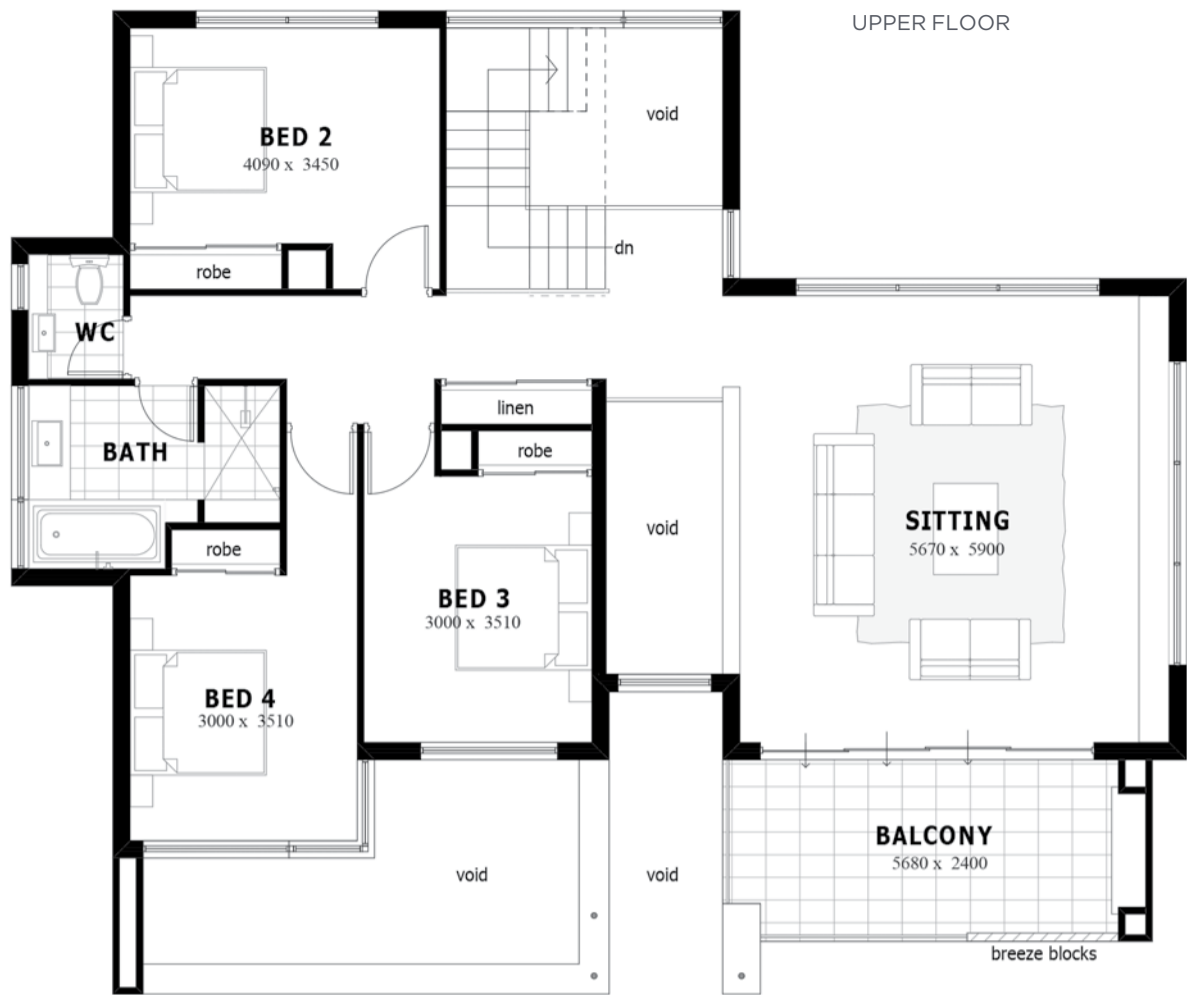 UPPER FLOOR
void
BED 2
4090 x 3450
dn
robe
WC
linen
BATH
robe
SITTING
5670 x 5900
void
robe
BED 3
3000 x 3510
BED 4
3000 x 3510
BALCONY
5680 x 2400
void
void
breeze blocks